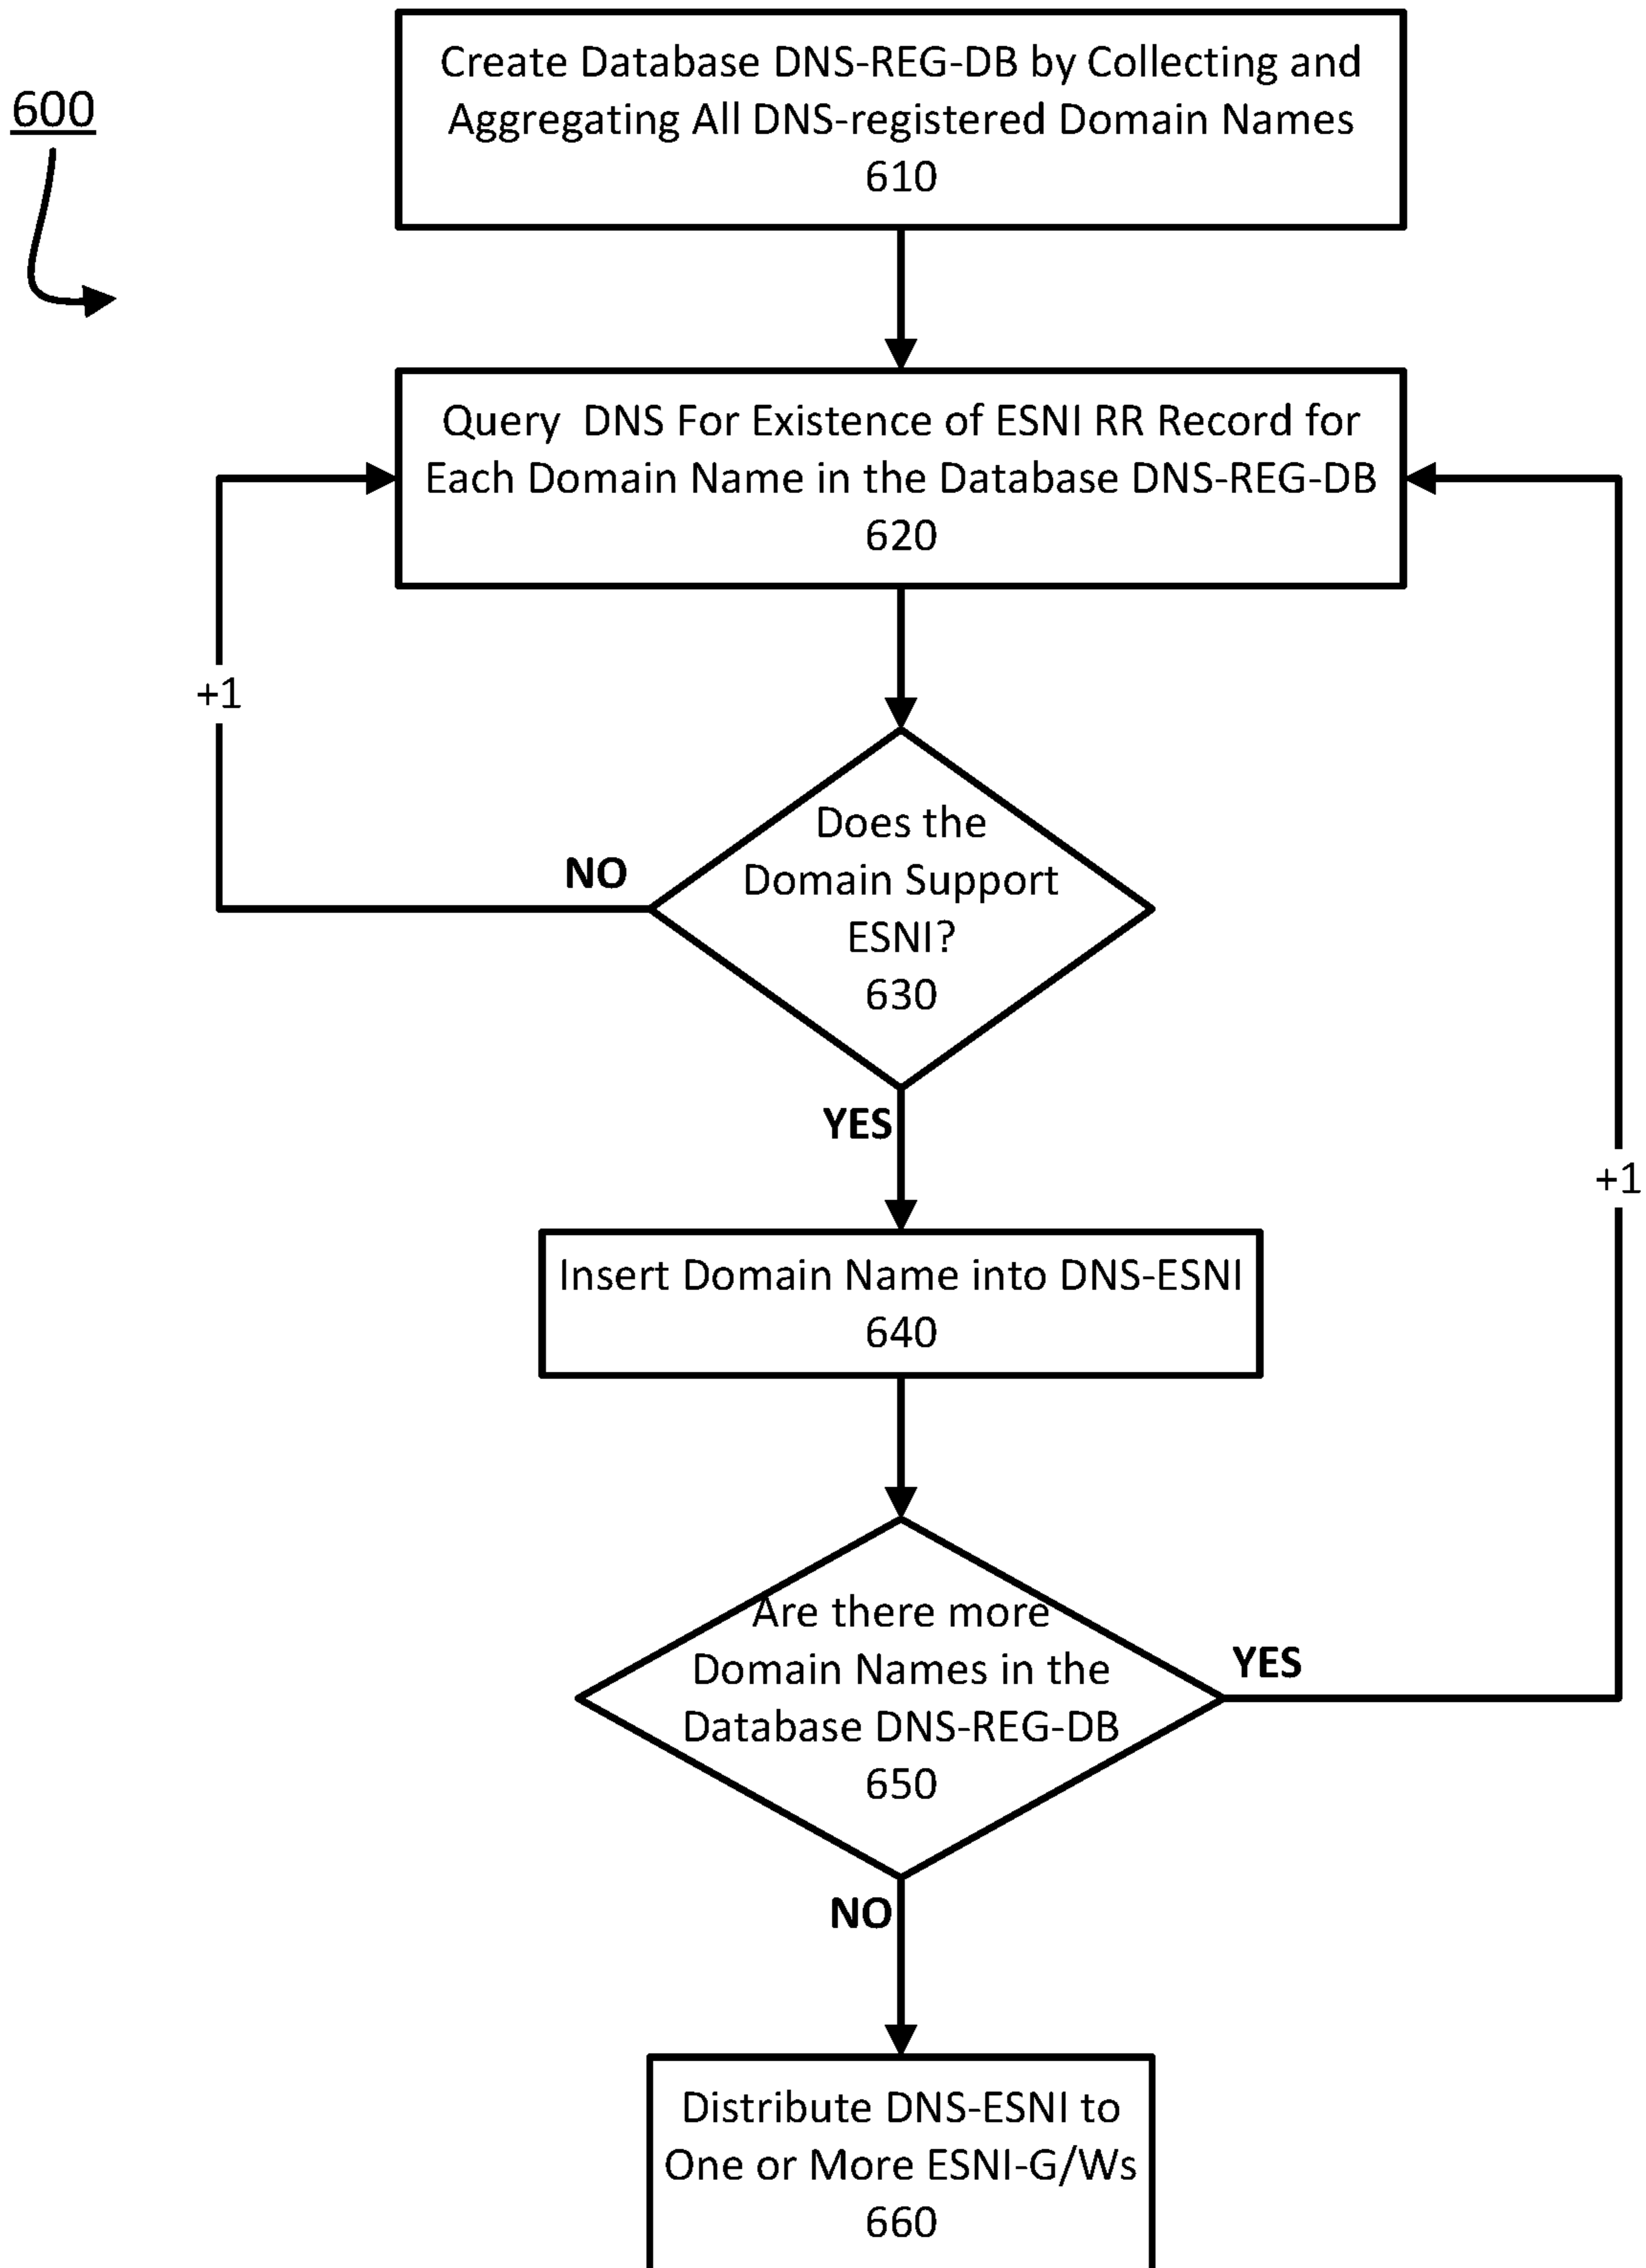 600
Create Database DNS-REG-DB by Collecting and
Aggregating All DNS-registered Domain Names
610
Query DNS For Existence of ESNI RR Record for
Each Domain Name in the Database DNS-REG-DB
620
+1
Does the
Domain Support
ESNI?
630
NO
YES
+1
Insert Domain Name into DNS-ESNI
640
Are there more
Domain Names in the
Database DNS-REG-DB
650
YES
NO
Distribute DNS-ESNI to
One or More ESNI-G/Ws
660